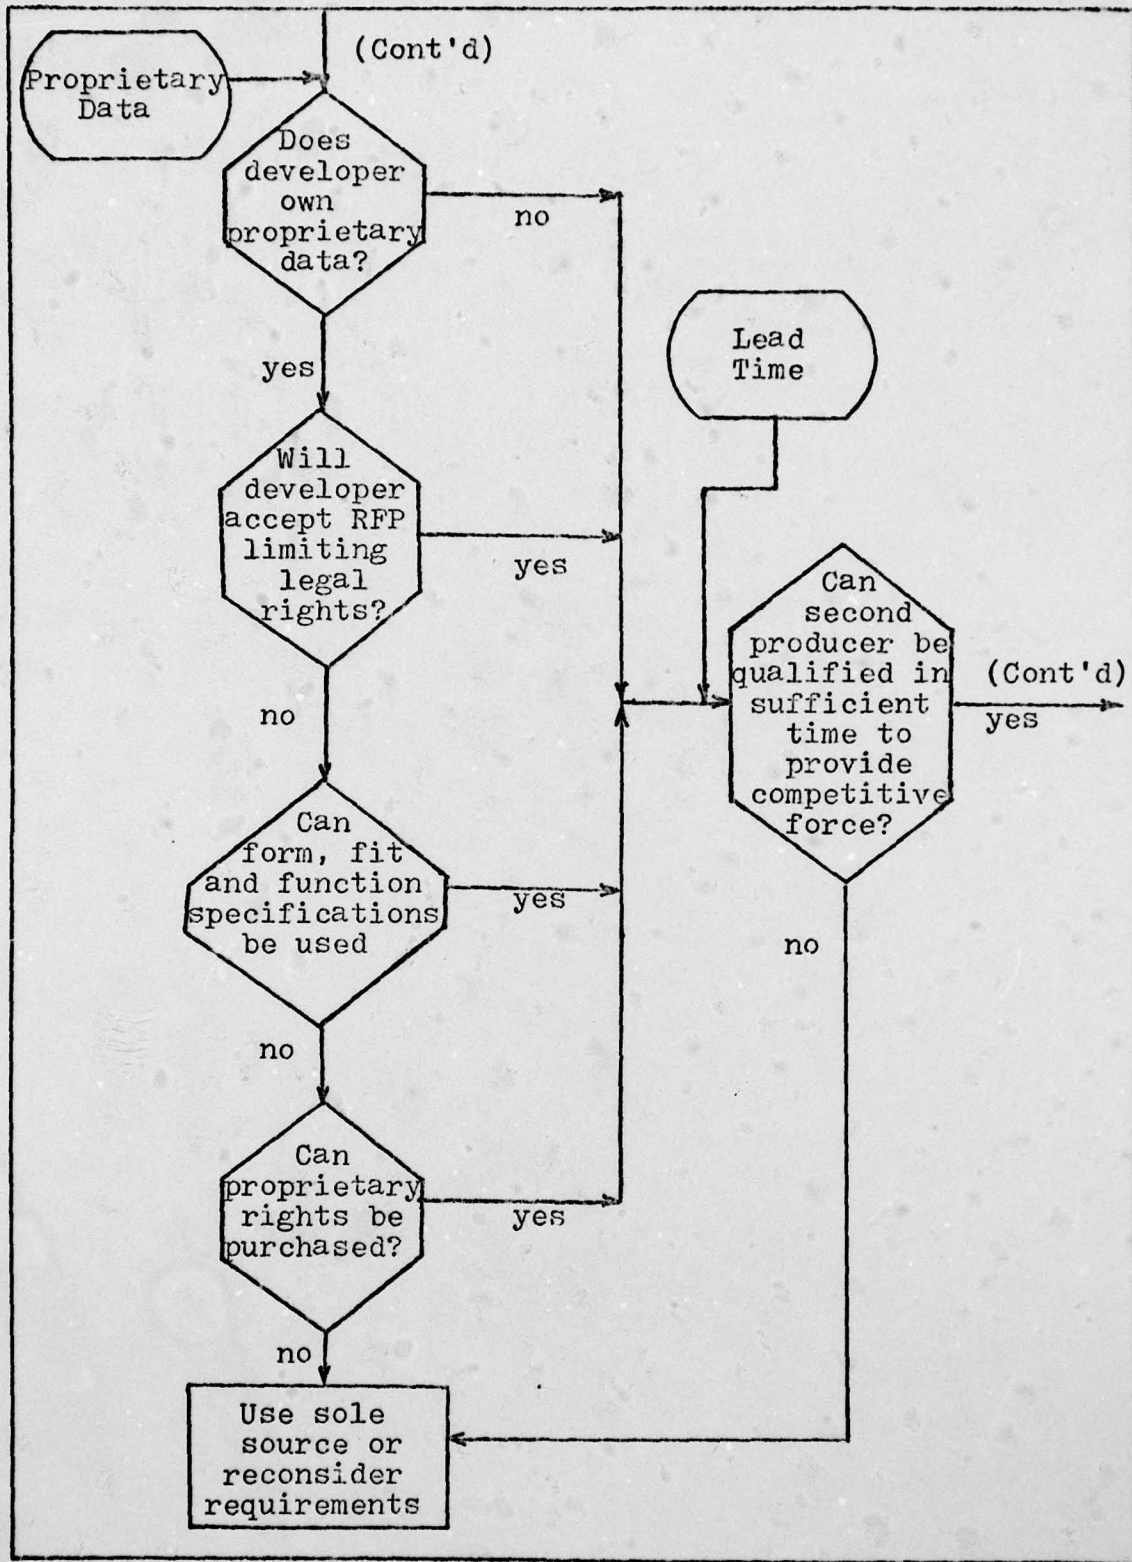 (Cont'd)
Proprietary
Data
Does
developer
own
proprietary
data?
no
yes
Lead
Time
Will
developer
accept RFP
limiting
legal
rights?
yes
no
Can
second
producer be
qualified in
sufficient
time to
provide
competitive
force?
(Cont'd)
yes
no
Can
form, fit
and function
specifications
be used
yes
no
Can
proprietary
rights be
purchased?
yes
no
Use sole
source or
reconsider
requirements